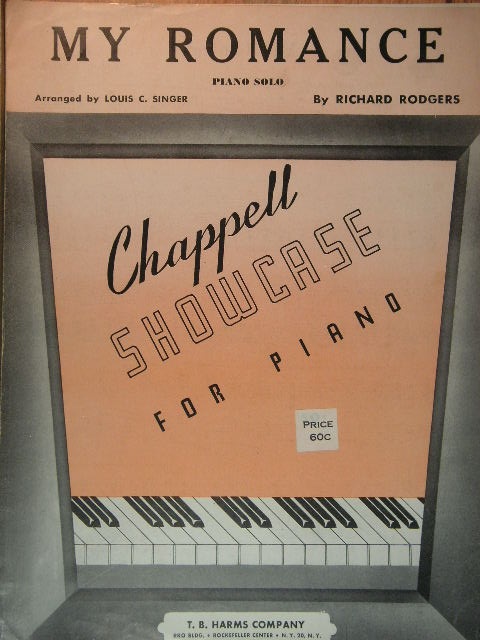 MY ROMANCE
PIANO SOLO
Arranged by LOUIS C. SINGER
By RICHARD RODGERS
Chappell
SHOWCASE
FOR PIANO
PRICE
60C
T. B. HARMS COMPANY
RKO BLDG. • ROCKEFELLER CENTER • N. Y. 20, N. Y.